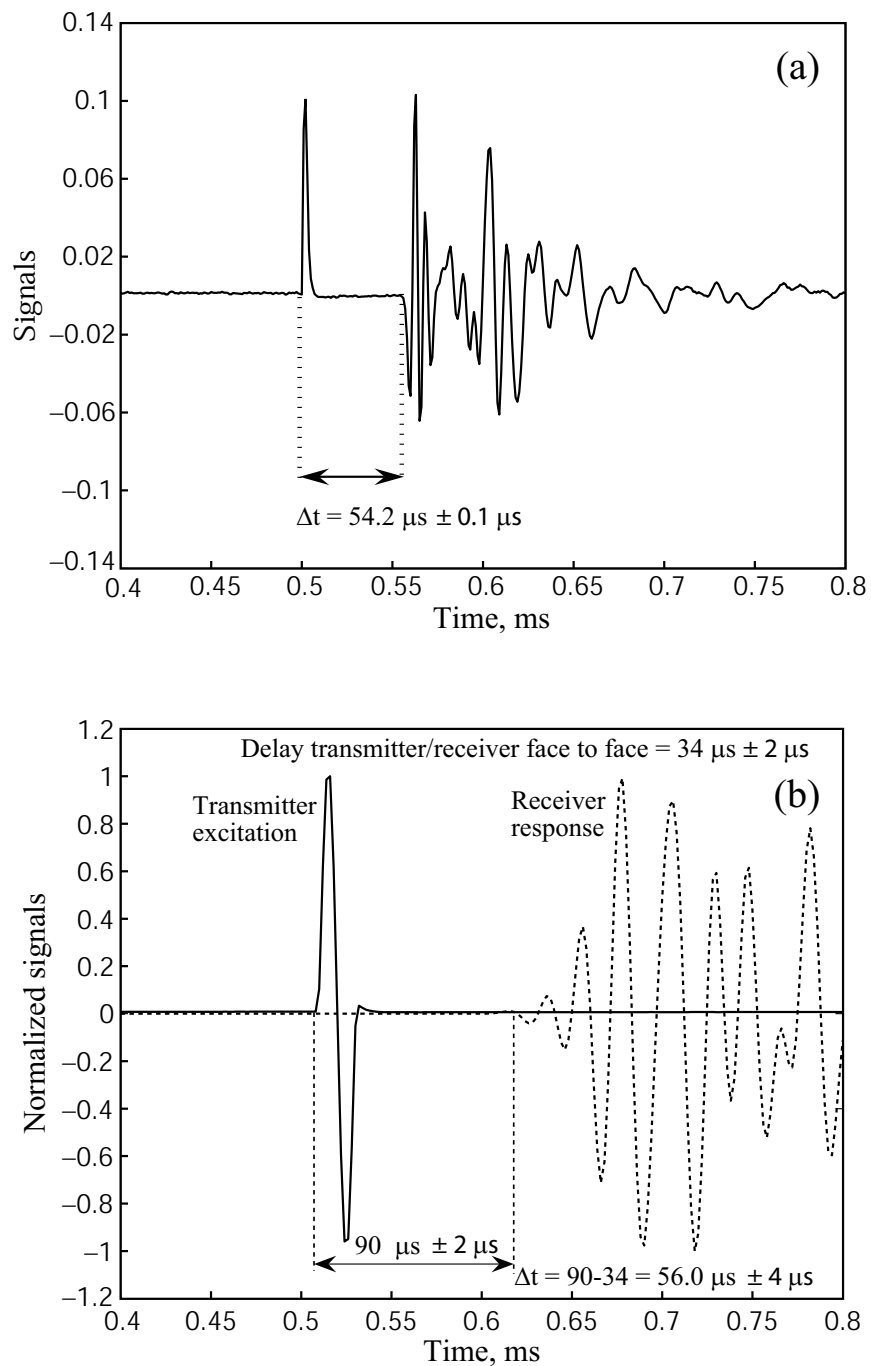 (a)
0.14
0.1
0.06
0.02
−0.02
−0.06
−0.1
−0.14
Signals
Δt = 54.2 μs ± 0.1 μs
0.4 0.45 0.5 0.55 0.6 0.65 0.7 0.75 0.8
Time, ms
1.2
1
0.8
0.6
0.4
0.2
0
−0.2
−0.4
−0.6
−0.8
−1
−1.2
Normalized signals
Delay transmitter/receiver face to face = 34 μs ± 2 μs
(b)
Transmitter
excitation
Receiver
response
90 μs ± 2 μs
Δt = 90-34 = 56.0 μs ± 4 μs
0.4 0.45 0.5 0.55 0.6 0.65 0.7 0.75 0.8
Time, ms